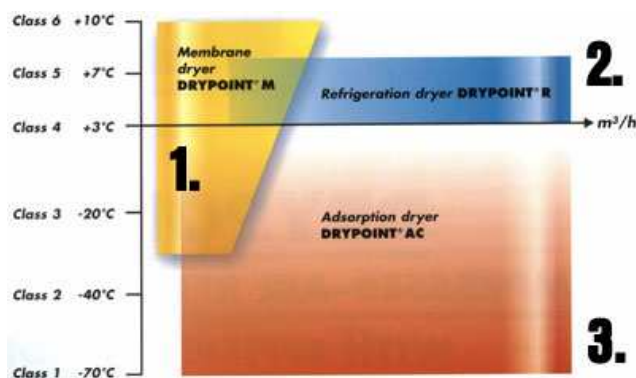 Class 6 +10°C
Membrane
dryer
DRYPOINT® M
Class 5 +7°C
2.
Refrigeration dryer DRYPOINT® R
Class 4 +3°C
m³/h
1.
Class 3 -20°C
Adsorption dryer
DRYPOINT® AC
Class 2 -40°C
3.
Class 1 -70°C